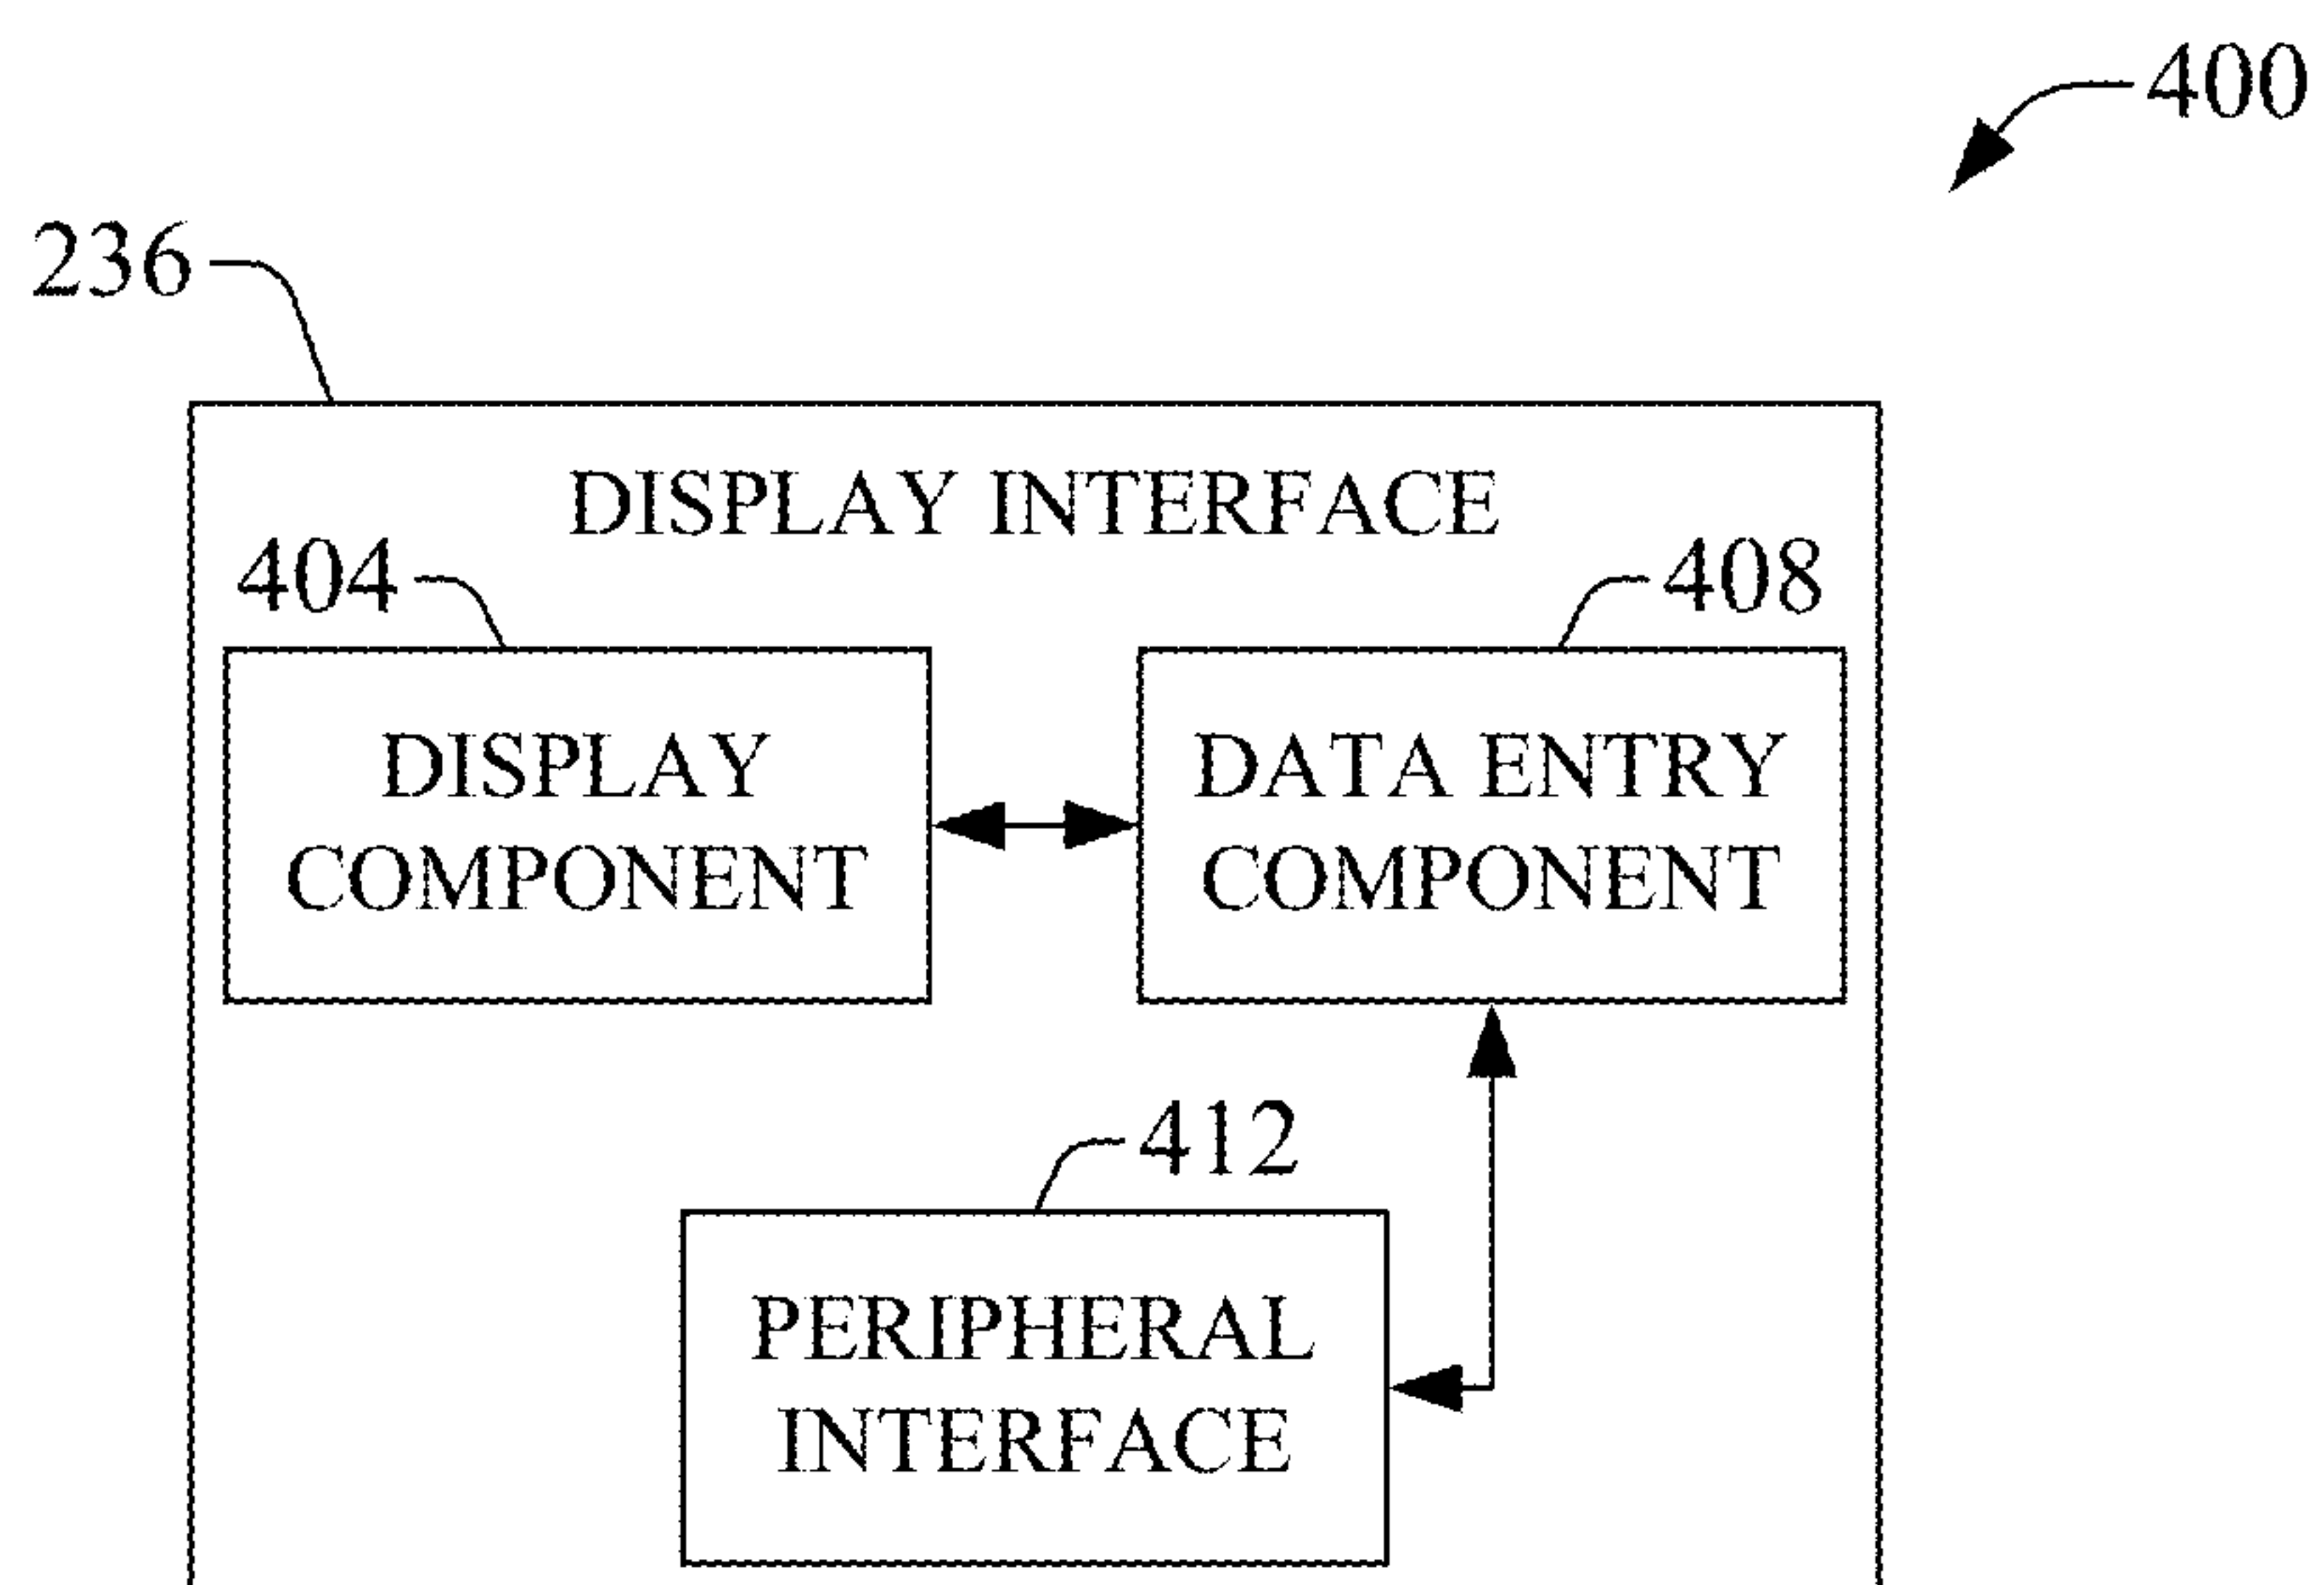 400
236
DISPLAY INTERFACE
404
408
DISPLAY
COMPONENT
DATA ENTRY
COMPONENT
412
PERIPHERAL
INTERFACE